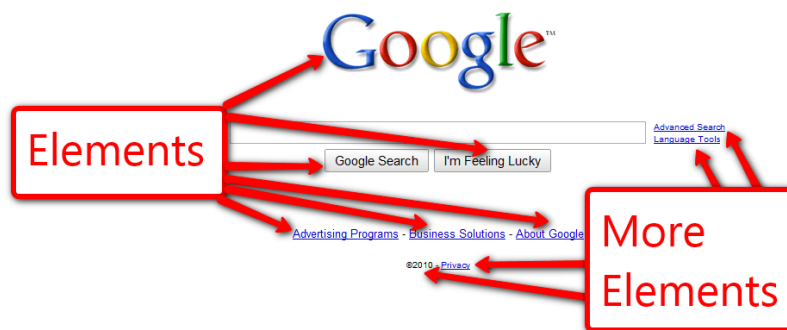 Google™
Advanced Search
Language Tools
Elements
Google Search I'm Feeling Lucky
Advertising Programs - Business Solutions - About Google
More
Elements
©2010 - Privacy